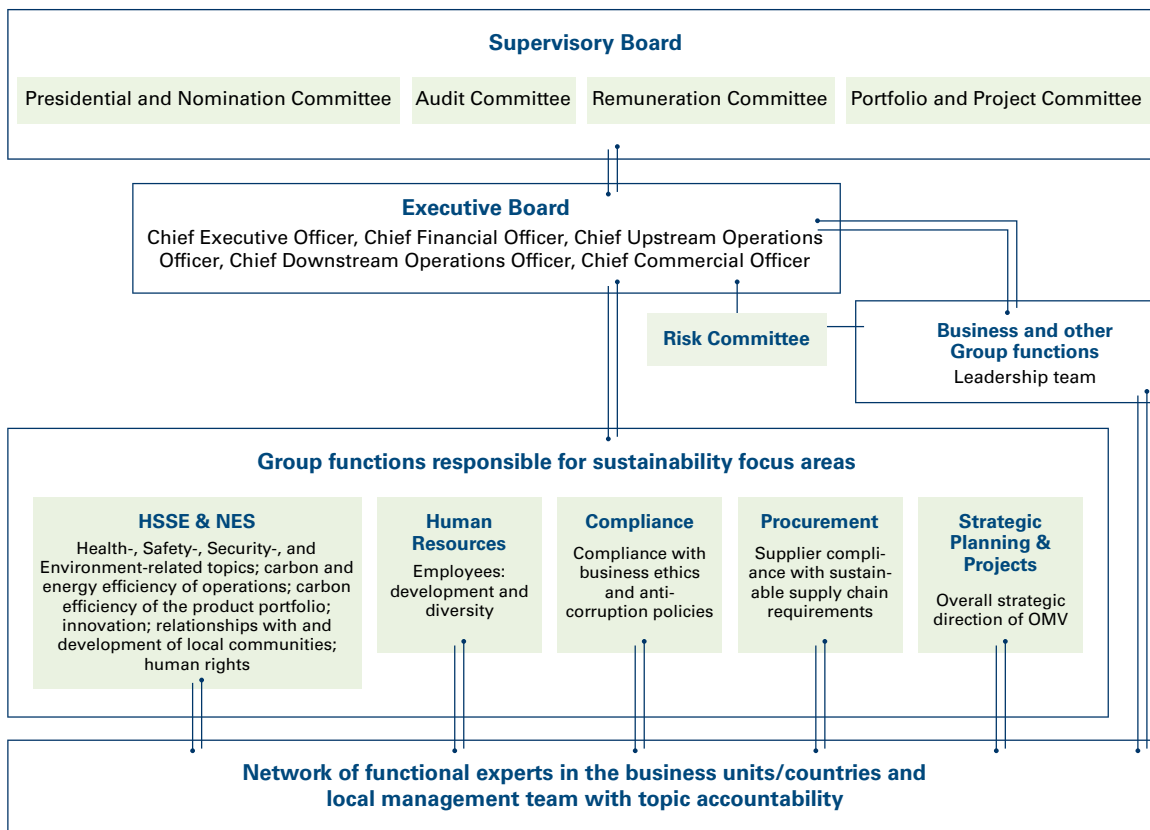 Supervisory Board
Presidential and Nomination Committee
Audit Committee
Remuneration Committee
Portfolio and Project Committee
Executive Board
Chief Executive Officer, Chief Financial Officer, Chief Upstream Operations
Officer, Chief Downstream Operations Officer, Chief Commercial Officer
Risk Committee
Business and other
Group functions
Leadership team
Group functions responsible for sustainability focus areas
HSSE & NES
Health-, Safety-, Security-, and
Environment-related topics; carbon and
energy efficiency of operations; carbon
efficiency of the product portfolio;
innovation; relationships with and
development of local communities;
human rights
Human
Resources
Employees:
development and
diversity
Compliance
Compliance with
business ethics
and anti-
corruption policies
Procurement
Supplier compli-
ance with sustain-
able supply chain
requirements
Strategic
Planning &
Projects
Overall strategic
direction of OMV
Network of functional experts in the business units/countries and
local management team with topic accountability